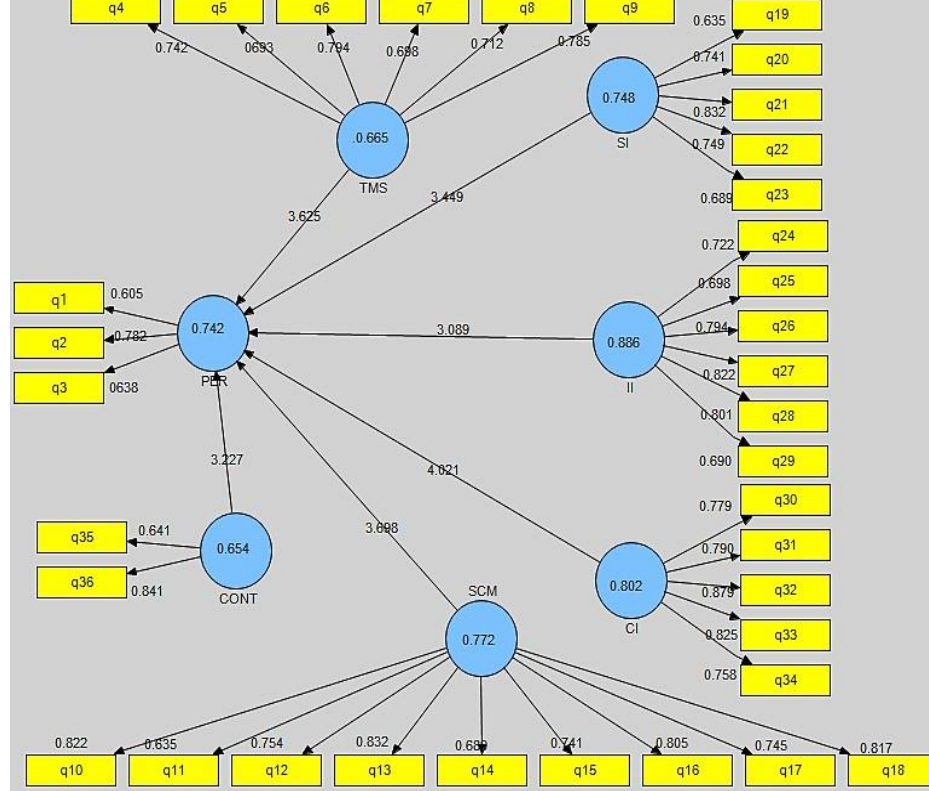 q4 q5 q6 q7 q8 q9
0.742 0693 0.794 0.698 0.712 0.785
.0.665
TMS
0.635 q19
0.741 q20
0.832 q21
0.749 q22
0.689 q23
0.748
SI
3.625
3.449
q1 0.605
q2 0.782
q3 0638
0.742
PER
3.089
0.722 q24
0.698 q25
0.794 q26
0.822 q27
0.801 q28
0.690 q29
0.886
II
3.227
4.021
3.698
q35 0.641
q36 0.841
0.654
CONT
0.779 q30
0.790 q31
0.879 q32
0.825 q33
0.758 q34
0.802
CI
SCM
0.772
0.822 0.635 0.754 0.832 0.741 0.805 0.745 0.817
q10 q11 q12 q13 q14 q15 q16 q17 q18